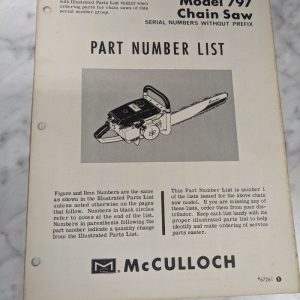 Model 797
Chain Saw
SERIAL NUMBERS WITHOUT PREFIX
with Illustrated Parts List when
ordering parts for chain saws of this
serial number group.
PART NUMBER LIST
Figure and Item Numbers are the same
as shown in the Illustrated Parts List
unless noted otherwise on the pages
that follow. Numbers in black circles
refer to notes at the end of the list.
Numbers in parenthesis following the
part number indicate a quantity change
from the Illustrated Parts List.
This Part Number List is number 1
of the lists issued for the above chain
saw model. If you are missing any of
these lists, order them from your dis-
tributor. Keep each list handy with its
proper illustrated parts list to help
identify and make ordering of service
parts easier.
McCULLOCH